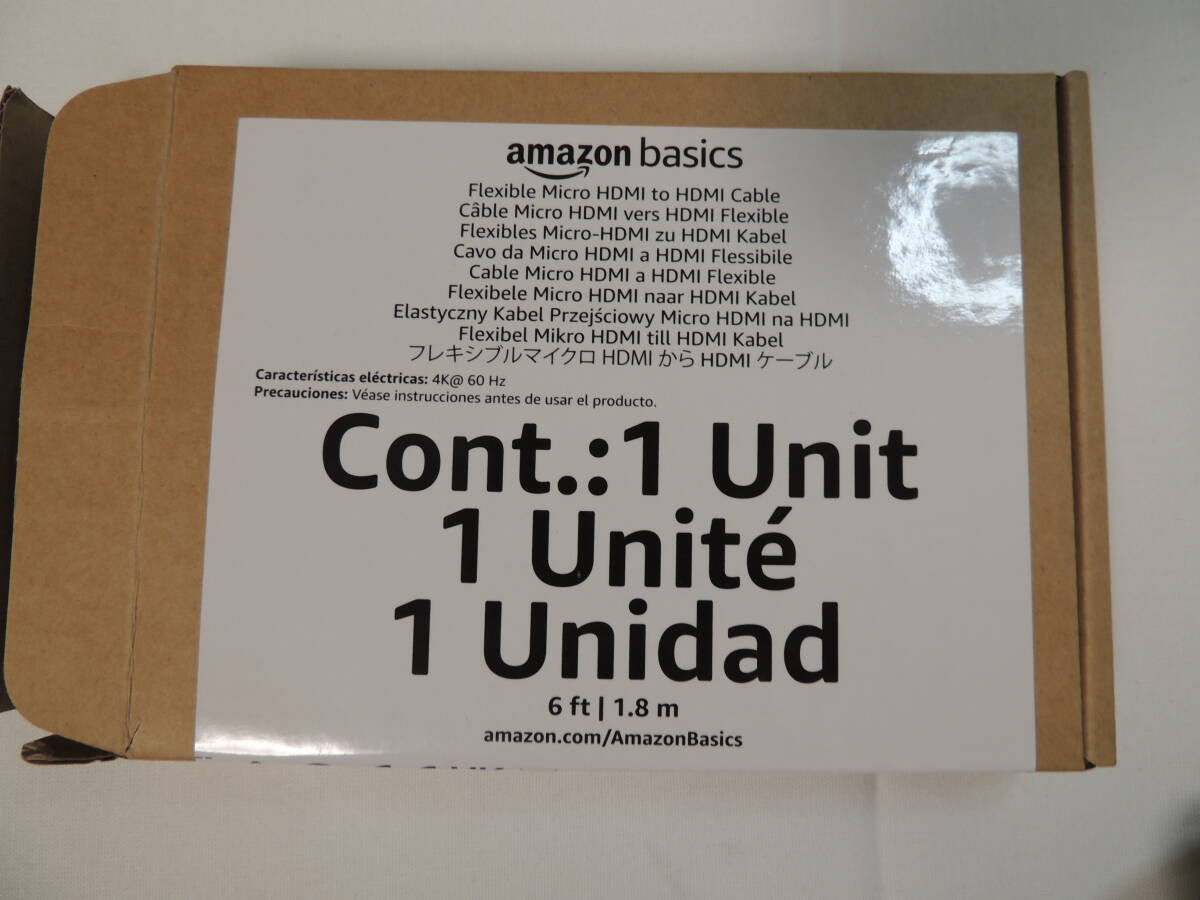 amazon basics
Flexible Micro HDMI to HDMI Cable
Câble Micro HDMI vers HDMI Flexible
Flexibles Micro-HDMI zu HDMI Kabel
Cavo da Micro HDMI a HDMI Flessibile
Cable Micro HDMI a HDMI Flexible
Flexibele Micro HDMI naar HDMI Kabel
Elastyczny Kabel Przejściowy Micro HDMI na HDMI
Flexibel Mikro HDMI till HDMI Kabel
フレキシブルマイクロ HDMI から HDMI ケーブル
Características eléctricas: 4K@ 60 Hz
Precauciones: Véase instrucciones antes de usar el producto.
Cont.:1 Unit
1 Unité
1 Unidad
6 ft | 1.8 m
amazon.com/AmazonBasics